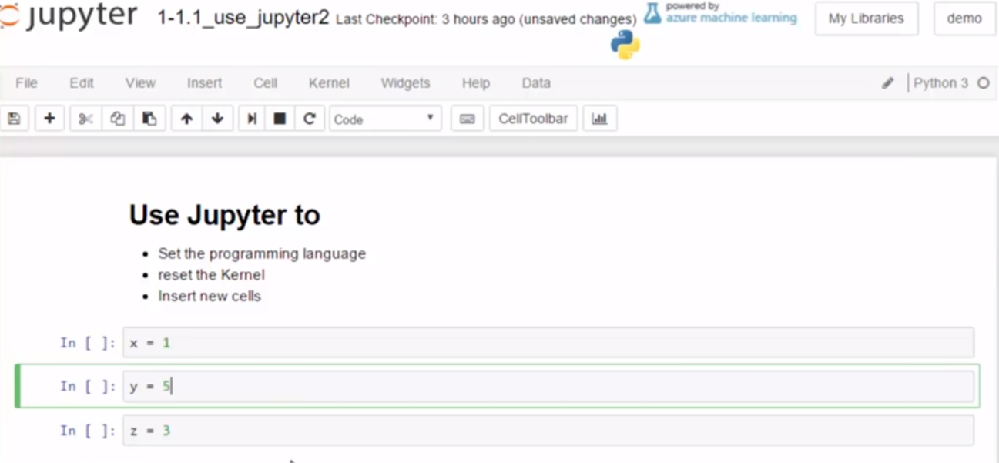 jupyter 1-1.1_use_jupyter2 Last Checkpoint: 3 hours ago (unsaved changes) powered by azure machine learning My Libraries demo
File Edit View Insert Cell Kernel Widgets Help Data Python 3
Code CellToolbar
Use Jupyter to
• Set the programming language
• reset the Kernel
• Insert new cells
In [ ]: x = 1
In [ ]: y = 5
In [ ]: z = 3